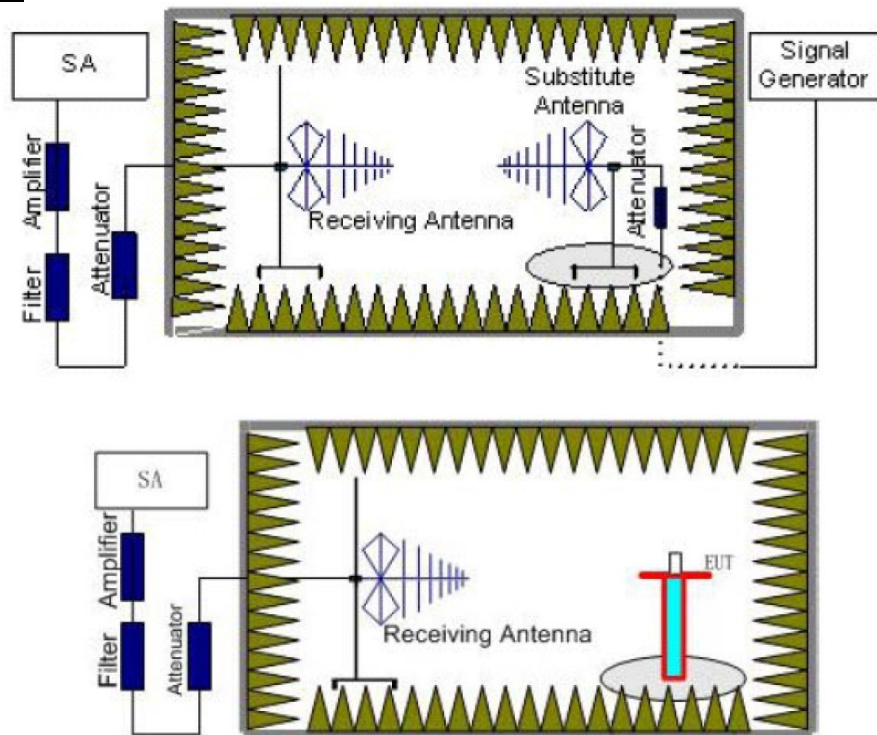 SA
Signal
Generator
Substitute
Antenna
Amplifier
Attenuator
Filter
Receiving Antenna
Attenuator
SA
Amplifier
Filter
Attenuator
Receiving Antenna
EUT